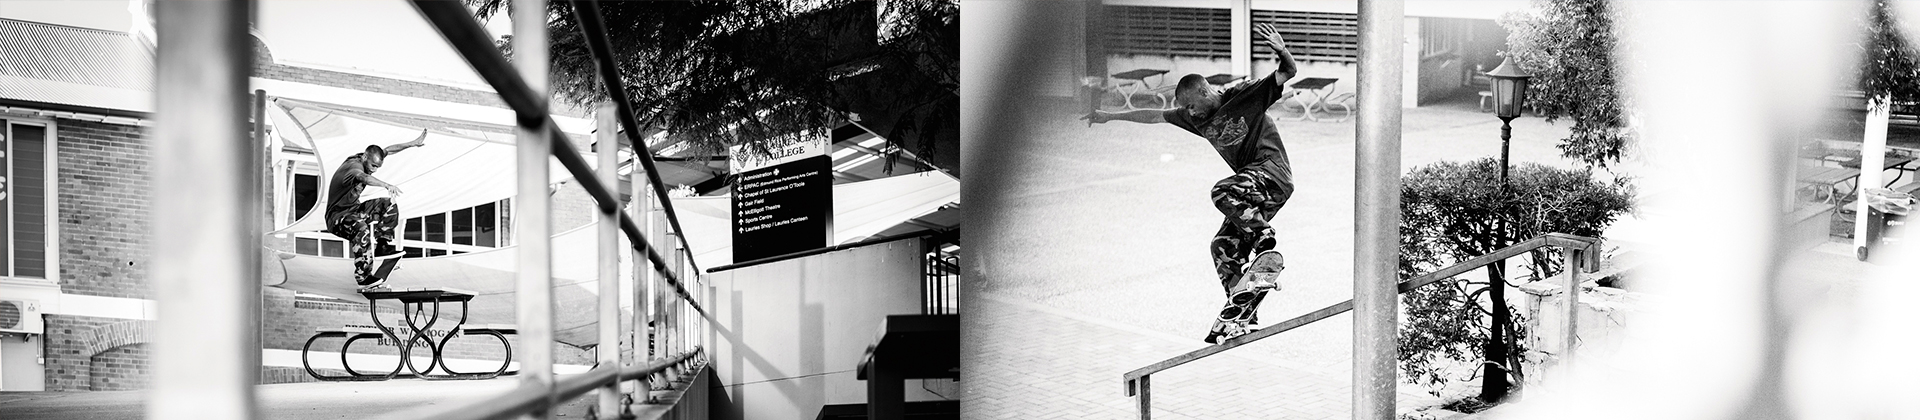 COLLEGE
Administration
ERPAC (Edmund Rice Performing Arts Centre)
Chapel of St Laurence O'Toole
Gair Field
McElligott Theatre
Sports Centre
Lauries Shop / Lauries Canteen
BUILDING